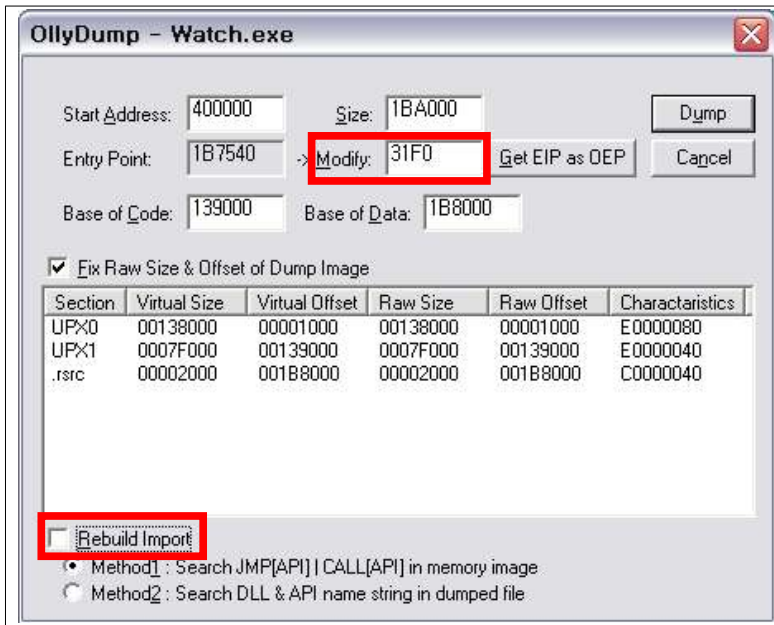 OllyDump - Watch.exe
Start Address: 400000 Size: 1BA000 Dump
Entry Point: 1B7540 -> Modify: 31F0 Get EIP as OEP Cancel
Base of Code: 139000 Base of Data: 1B8000
Fix Raw Size & Offset of Dump Image
Section Virtual Size Virtual Offset Raw Size Raw Offset Charactaristics
UPX0 00138000 00001000 00138000 00001000 E0000080
UPX1 0007F000 00139000 0007F000 00139000 E0000040
.rsrc 00002000 001B8000 00002000 001B8000 C0000040
Rebuild Import
Method1 : Search JMP[API] | CALL[API] in memory image
Method2 : Search DLL & API name string in dumped file